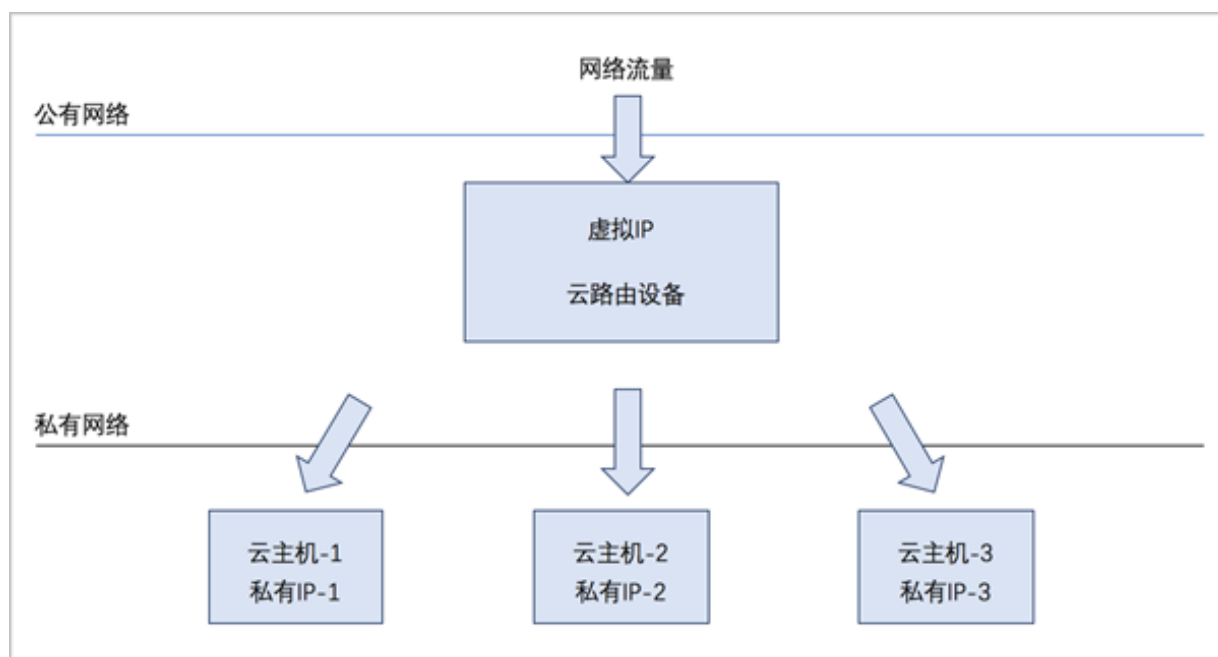 网络流量
公有网络
虚拟IP
云路由设备
私有网络
云主机-1
私有IP-1
云主机-2
私有IP-2
云主机-3
私有IP-3